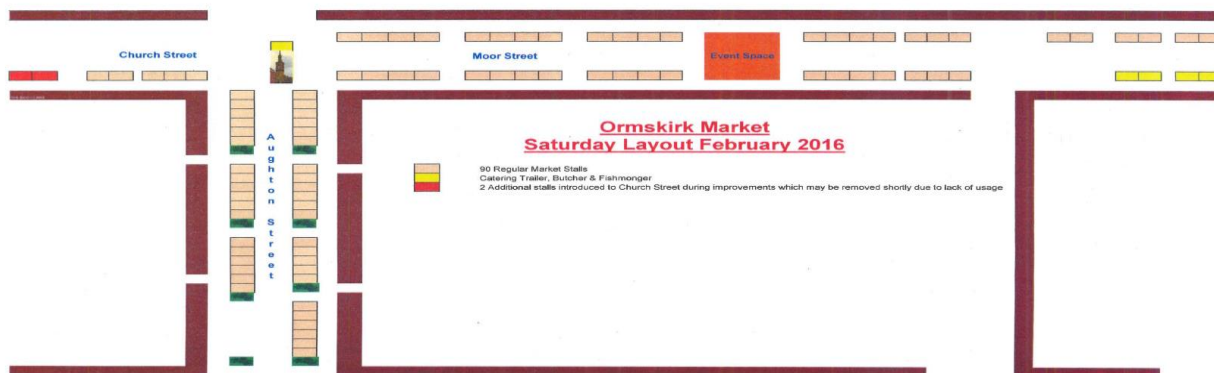 Church Street
Moor Street
Event Space
Aughton Street
Ormskirk Market
Saturday Layout February 2016
90 Regular Market Stalls
Catering Trailer, Butcher & Fishmonger
2 Additional stalls introduced to Church Street during improvements which may be removed shortly due to lack of usage